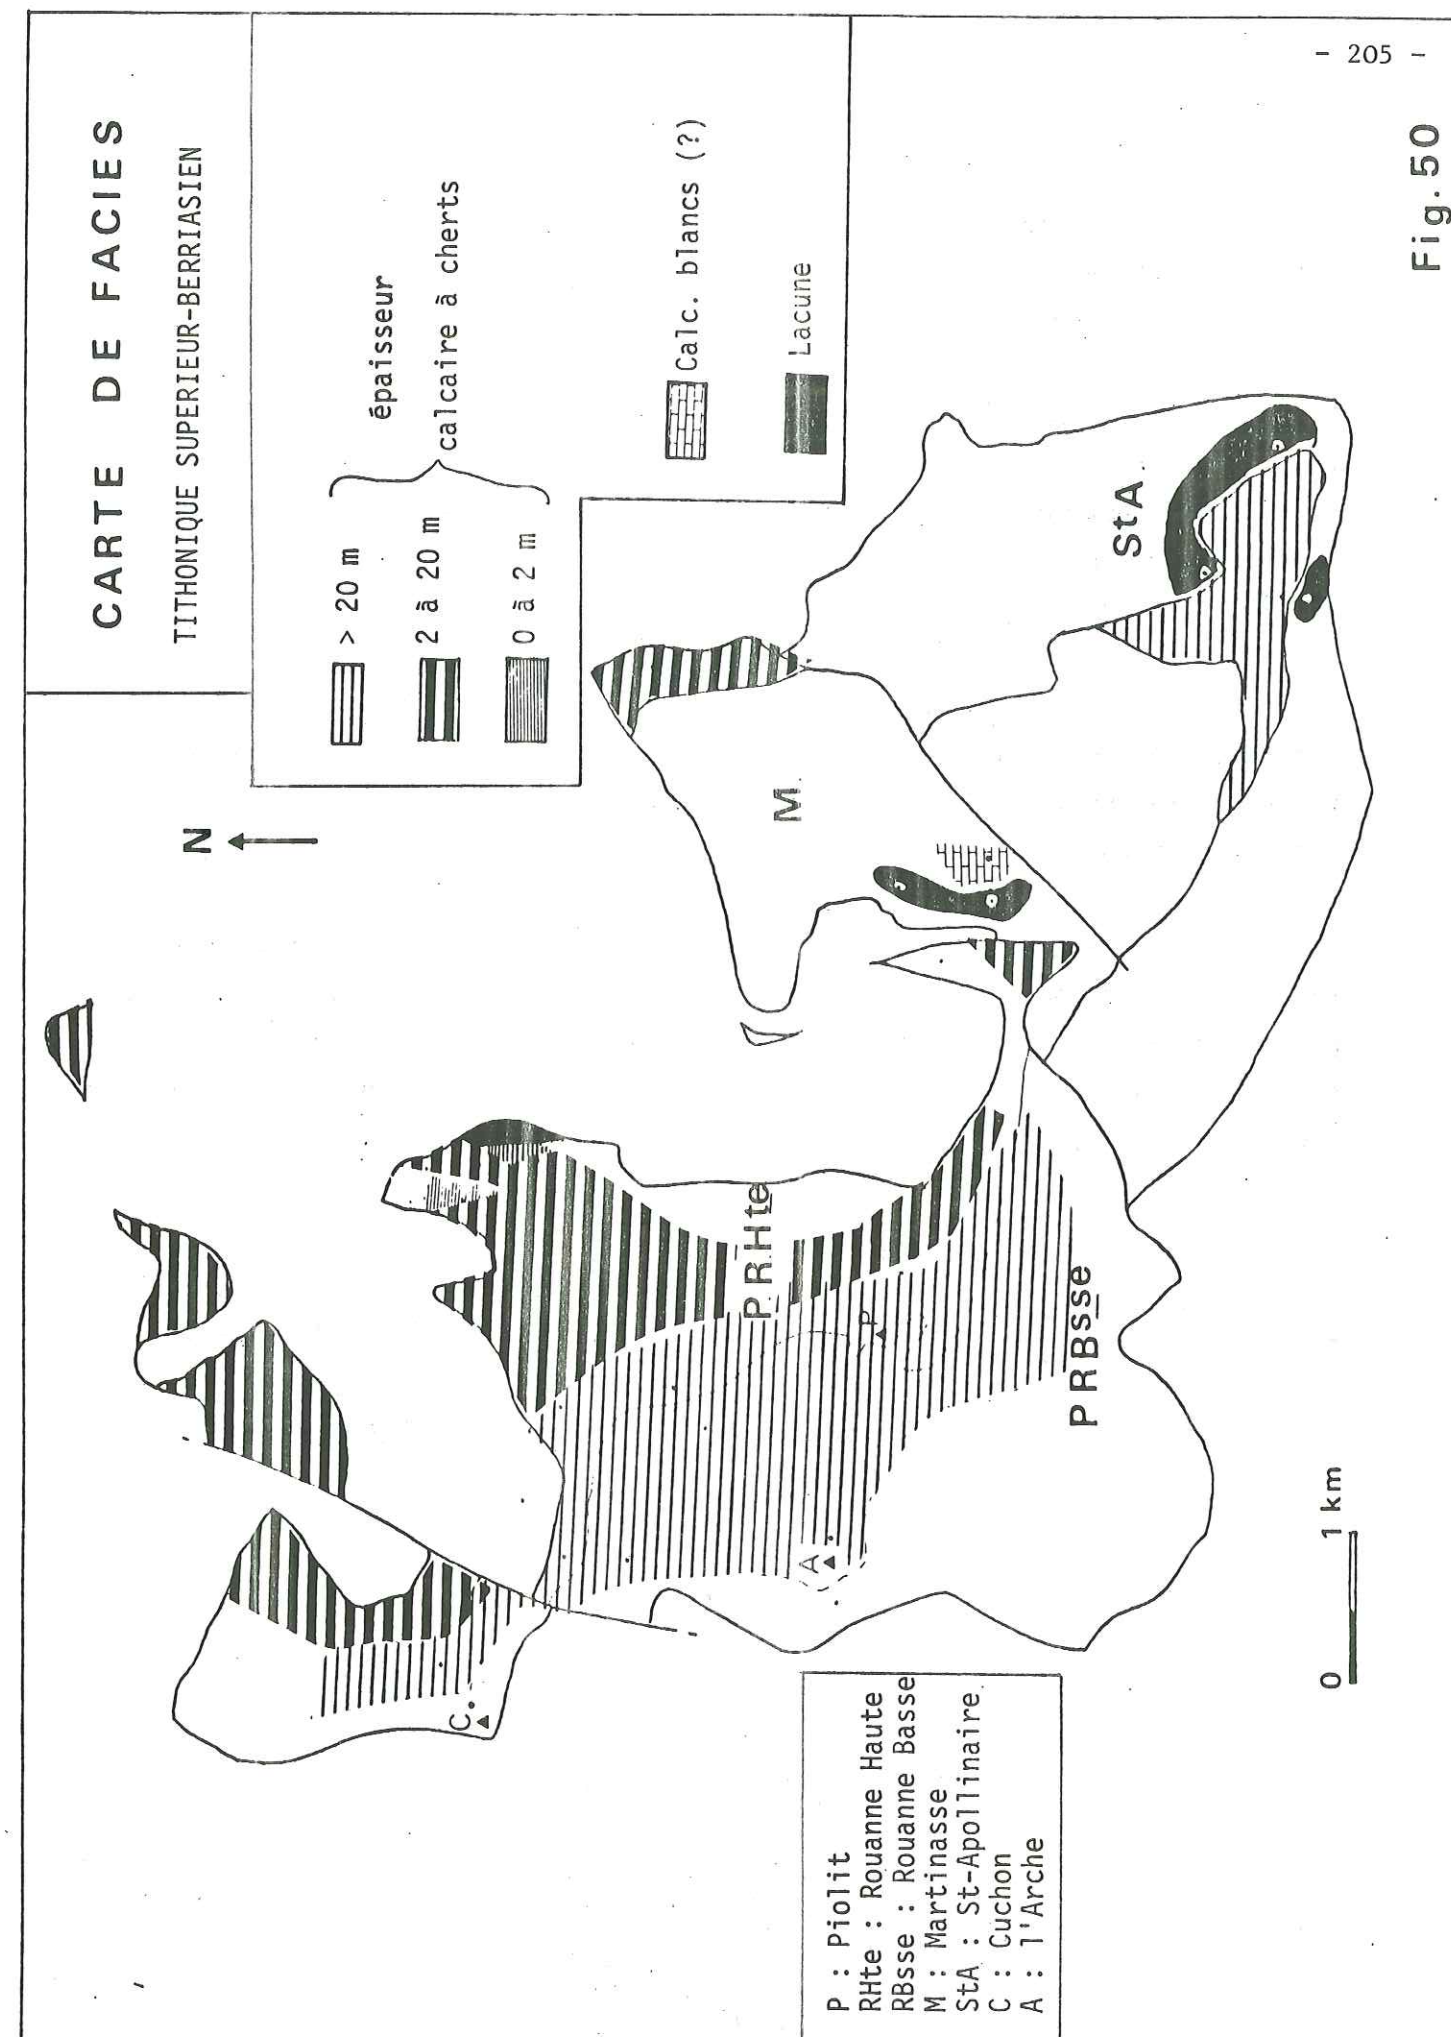 - 205 -
CARTE DE FACIES
TITHONIQUE SUPERIEUR-BERRIASIEN
N
> 20 m
2 à 20 m
0 à 2 m
épaisseur
calcaire à cherts
Calc. blancs (?)
Lacune
M
StA
P.RHte
P
A
C.
PRBsse
P : Piolit
RHte : Rouanne Haute
RBsse : Rouanne Basse
M : Martinasse
StA : St-Apollinaire
C : Cuchon
A : l'Arche
0 1 km
Fig. 50